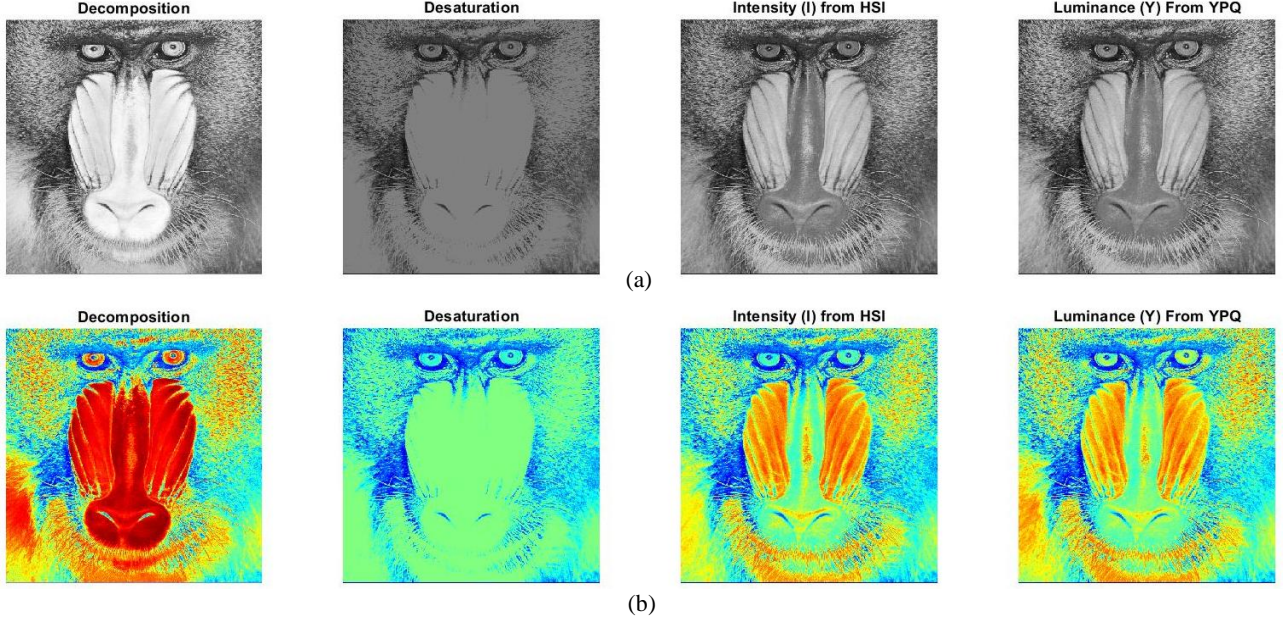 Decomposition Desaturation Intensity (I) from HSI Luminance (Y) From YPQ
(a)
Decomposition Desaturation Intensity (I) from HSI Luminance (Y) From YPQ
(b)